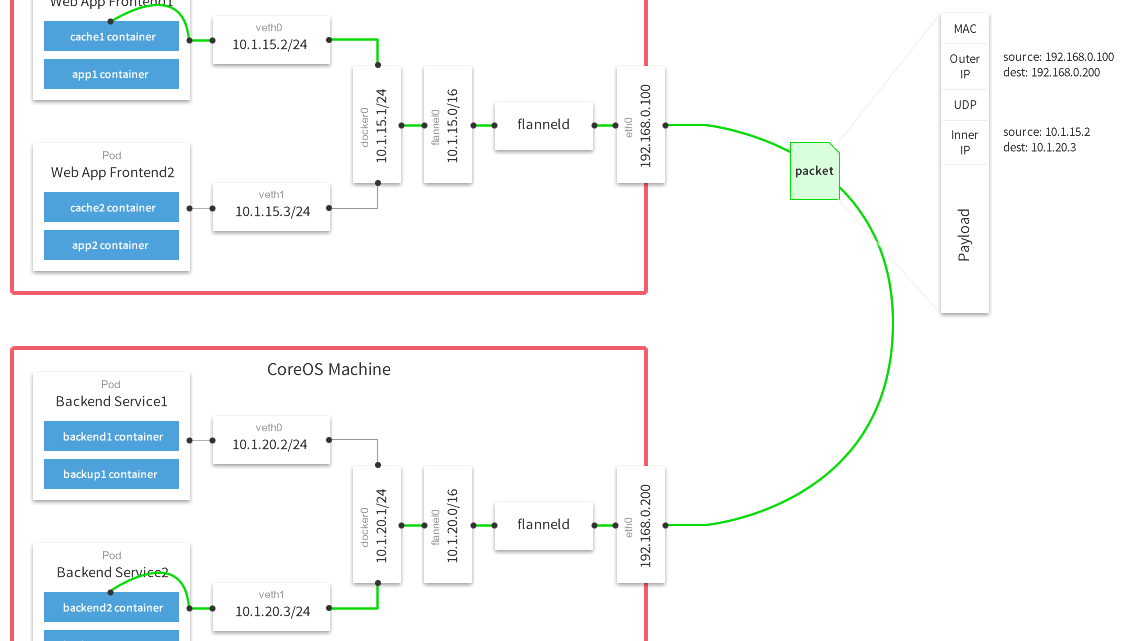 Web App Frontend1
cache1 container
app1 container
veth0
10.1.15.2/24
docker0
10.1.15.1/24
flannel0
10.1.15.0/16
flanneld
eth0
192.168.0.100
Pod
Web App Frontend2
cache2 container
app2 container
veth1
10.1.15.3/24
packet
MAC
Outer
IP
source: 192.168.0.100
dest: 192.168.0.200
UDP
Inner
IP
source: 10.1.15.2
dest: 10.1.20.3
Payload
CoreOS Machine
Pod
Backend Service1
backend1 container
backup1 container
veth0
10.1.20.2/24
docker0
10.1.20.1/24
flannel0
10.1.20.0/16
flanneld
eth0
192.168.0.200
Pod
Backend Service2
backend2 container
veth1
10.1.20.3/24